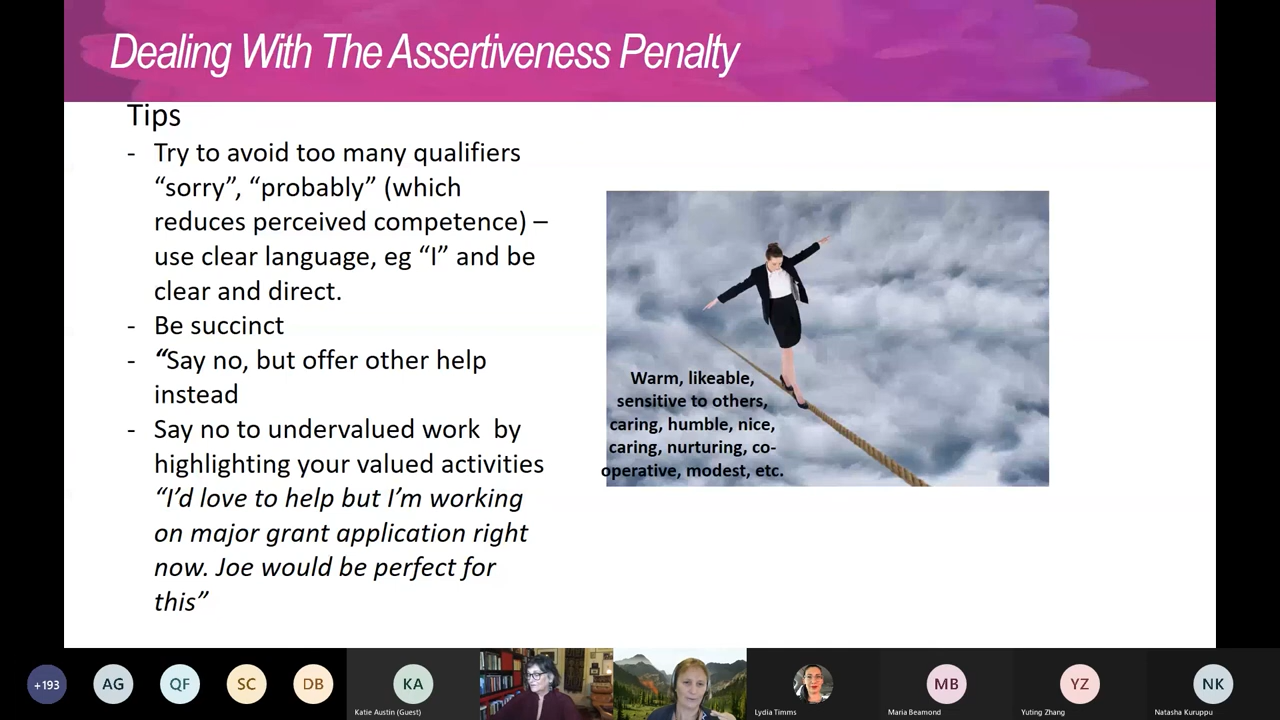 Dealing With The Assertiveness Penalty
Tips
- Try to avoid too many qualifiers
“sorry”, “probably” (which
reduces perceived competence) –
use clear language, eg “I” and be
clear and direct.
- Be succinct
- “Say no, but offer other help
instead
- Say no to undervalued work by
highlighting your valued activities
“I’d love to help but I’m working
on major grant application right
now. Joe would be perfect for
this”
Warm, likeable,
sensitive to others,
caring, humble, nice,
caring, nurturing, co-
operative, modest, etc.
+193
AG
QF
SC
DB
KA
Katie Austin (Guest)
Lydia Timms
MB
Maria Beamond
YZ
Yuting Zhang
NK
Natasha Kuruppu